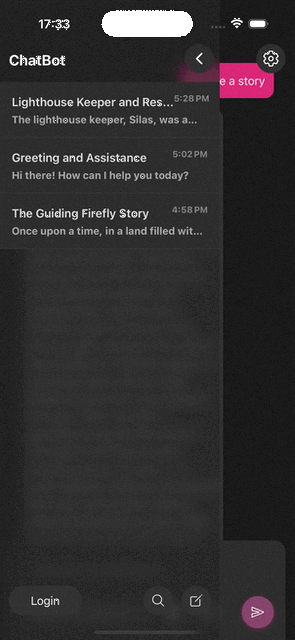 17:33
ChatBot
e a story
Lighthouse Keeper and Res... 5:28 PM
The lighthouse keeper, Silas, was a...
Greeting and Assistance 5:02 PM
Hi there! How can I help you today?
The Guiding Firefly Story 4:58 PM
Once upon a time, in a land filled wit...
Login